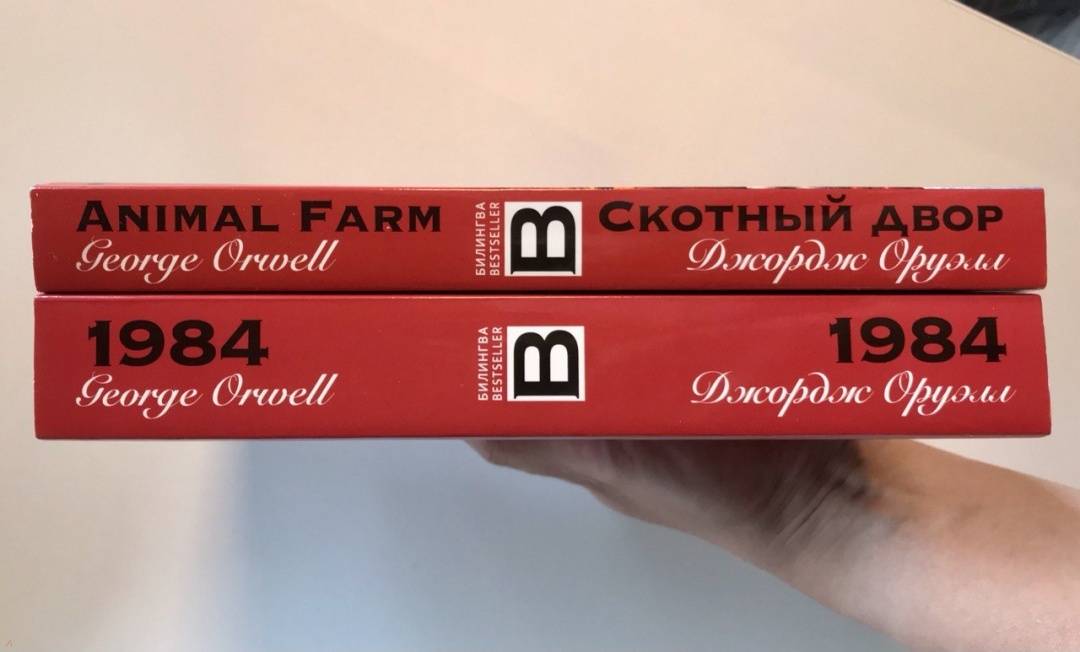 ANIMAL FARM
George Orwell
БИЛИНГВА
BESTSELLER
B
СКОТНЫЙ ДВОР
Джордж Оруэлл
1984
George Orwell
БИЛИНГВА
BESTSELLER
B
1984
Джордж Оруэлл